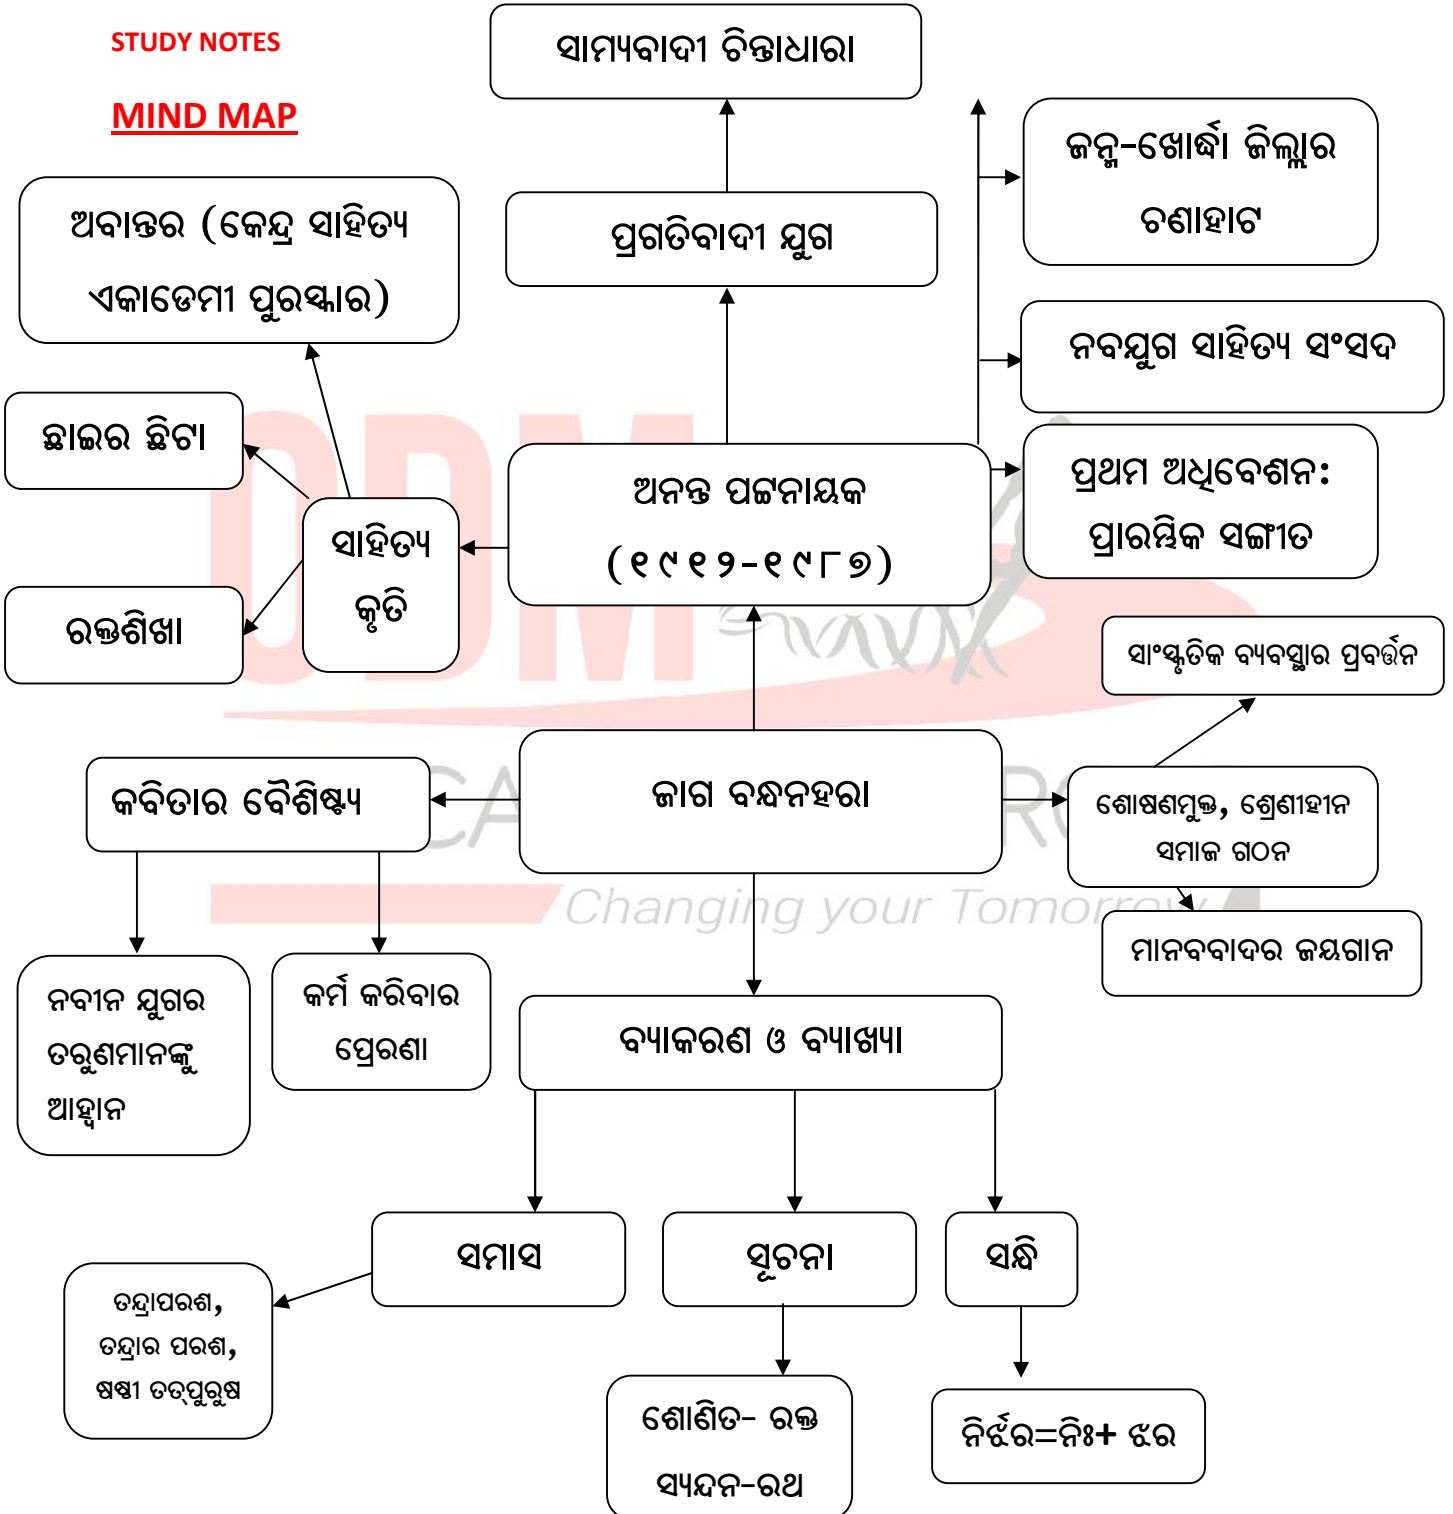 STUDY NOTES
MIND MAP
ସାମ୍ୟବାଦୀ ଚିନ୍ତାଧାରା
ଜନ୍ମ-ଖୋର୍ଦ୍ଧା ଜିଲ୍ଲାର
ଚଣାହାଟ
ଅବାନ୍ତର (କେନ୍ଦ୍ର ସାହିତ୍ୟ
ଏକାଡେମୀ ପୁରସ୍କାର)
ପ୍ରଗତିବାଦୀ ଯୁଗ
ନବଯୁଗ ସାହିତ୍ୟ ସଂସଦ
ଛାଇର ଛିଟା
ଅନନ୍ତ ପଟ୍ଟନାୟକ
(୧୯୧୨-୧୯୮୭)
ପ୍ରଥମ ଅଧିବେଶନ:
ପ୍ରାରମ୍ଭିକ ସଙ୍ଗୀତ
ସାହିତ୍ୟ
କୃତି
ରକ୍ତଶିଖା
ସାଂସ୍କୃତିକ ବ୍ୟବସ୍ଥାର ପ୍ରବର୍ତ୍ତନ
କବିତାର ବୈଶିଷ୍ଟ୍ୟ
ଜାଗ ବନ୍ଧନହରା
ଶୋଷଣମୁକ୍ତ, ଶ୍ରେଣୀହୀନ
ସମାଜ ଗଠନ
Changing your Tomorrow
ମାନବବାଦର ଜୟଗାନ
ନବୀନ ଯୁଗର
ତରୁଣମାନଙ୍କୁ
ଆହ୍ୱାନ
କର୍ମ କରିବାର
ପ୍ରେରଣା
ବ୍ୟାକରଣ ଓ ବ୍ୟାଖ୍ୟା
ସମାସ
ସୂଚନା
ସନ୍ଧି
ତନ୍ଦ୍ରାପରଶ,
ତନ୍ଦ୍ରାର ପରଶ,
ଷଷ୍ଠୀ ତତ୍‌ପୁରୁଷ
ଶୋଣିତ- ରକ୍ତ
ସ୍ୟନ୍ଦନ-ରଥ
ନିର୍ଝର=ନିଃ+ ଝର
ODM